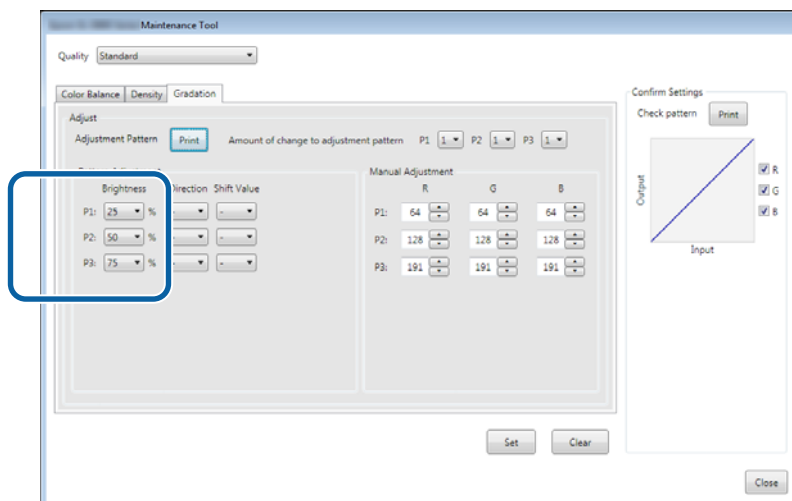 Maintenance Tool
Quality Standard
Color Balance Density Gradation
Adjust
Adjustment Pattern Print Amount of change to adjustment pattern P1 1 P2 1 P3 1
Brightness Direction Shift Value
P1: 25 % - -
P2: 50 % - -
P3: 75 % - -
Manual Adjustment
R G B
P1: 64 64 64
P2: 128 128 128
P3: 191 191 191
Set Clear
Confirm Settings
Check pattern Print
Output
Input
R
G
B
Close